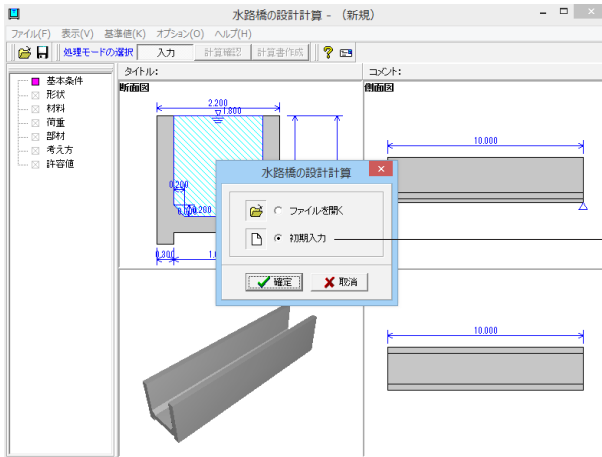 水路橋の設計計算 - （新規）
ファイル(F) 表示(V) 基準値(K) オプション(O) ヘルプ(H)
処理モードの選択 入力 計算確認 計算書作成
基本条件
形状
材料
荷重
部材
考え方
許容値
タイトル:
コメント:
断面図
側面図
2.200
1.800
0.200
0.200
0.300
10.000
水路橋の設計計算
ファイルを開く
初期入力
確定
取消
10.000